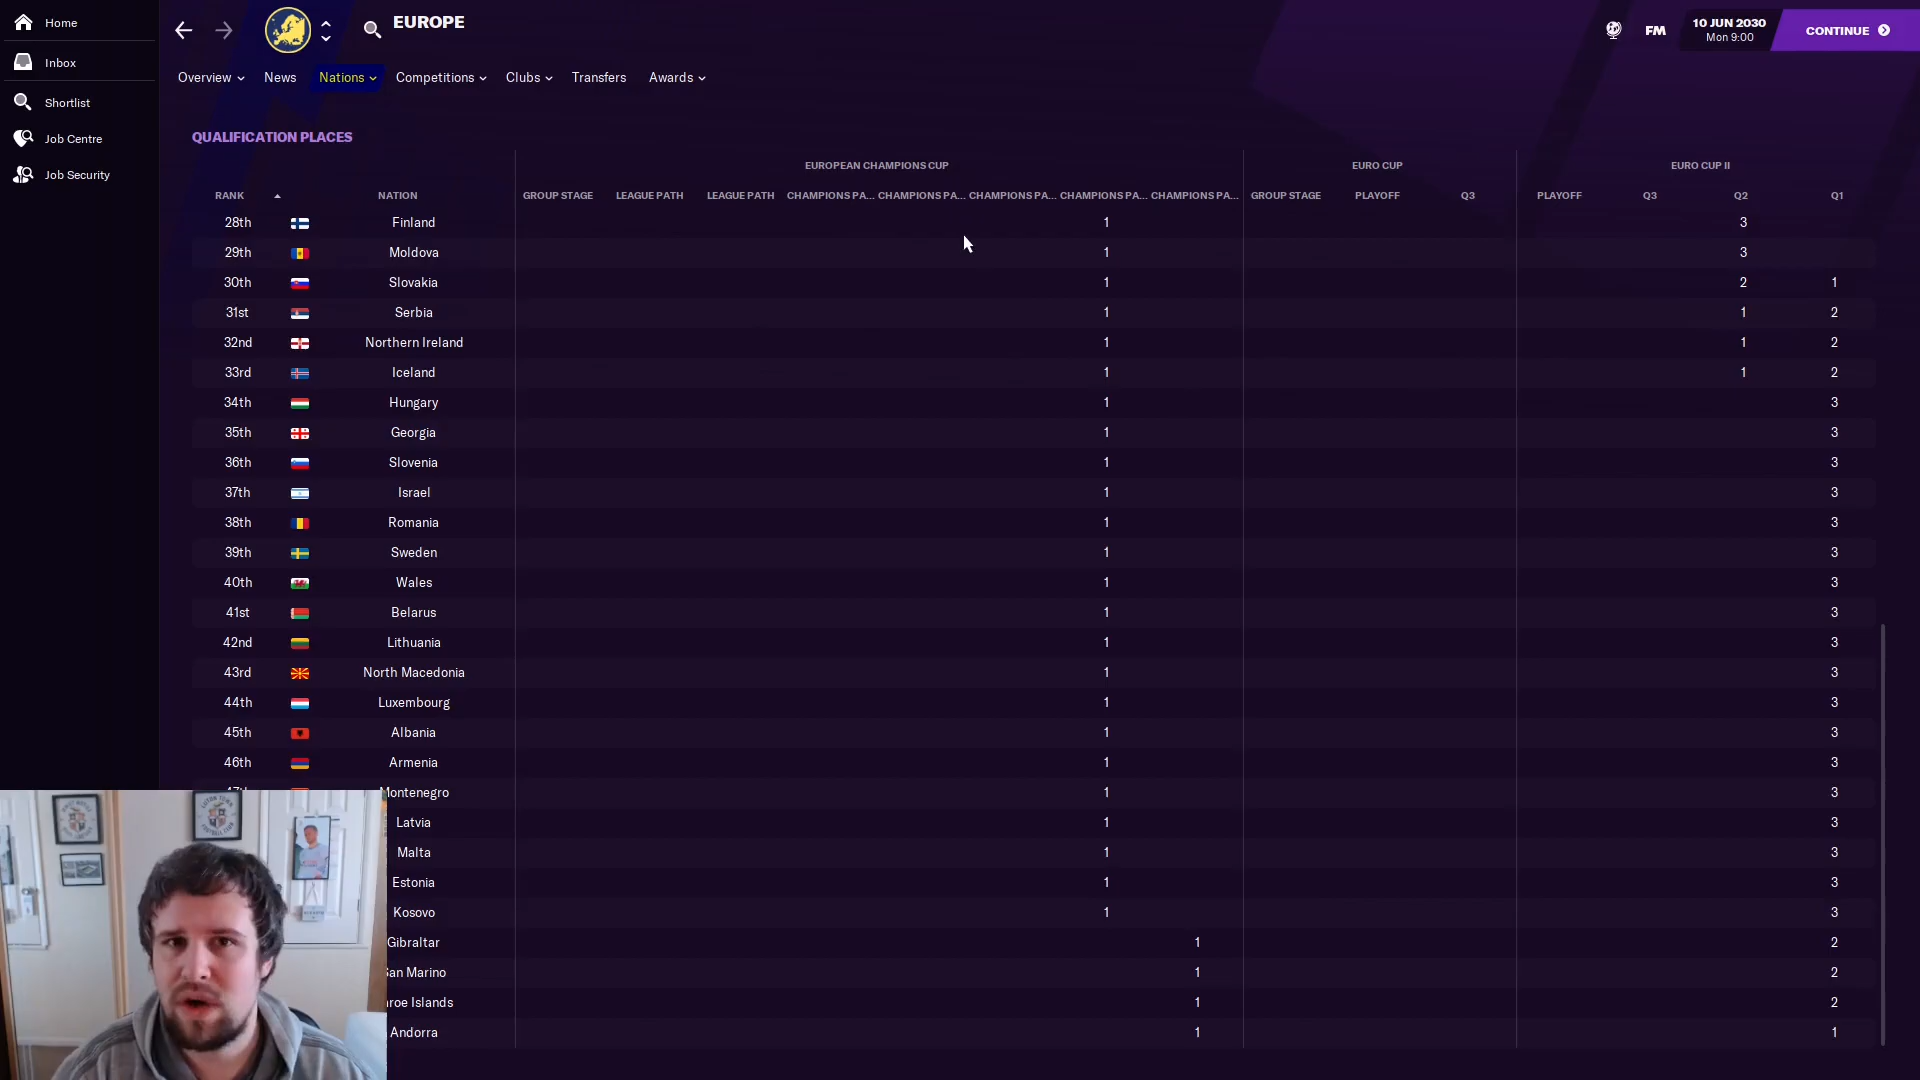 Home
Inbox
Shortlist
Job Centre
Job Security
EUROPE
FM
10 JUN 2030
Mon 9:00
CONTINUE
Overview News Nations Competitions Clubs Transfers Awards
QUALIFICATION PLACES
EUROPEAN CHAMPIONS CUP EURO CUP EURO CUP II
RANK NATION GROUP STAGE LEAGUE PATH LEAGUE PATH CHAMPIONS PA... CHAMPIONS PA... CHAMPIONS PA... CHAMPIONS PA... CHAMPIONS PA... GROUP STAGE PLAYOFF Q3 PLAYOFF Q3 Q2 Q1
28th Finland 1 3
29th Moldova 1 3
30th Slovakia 1 2 1
31st Serbia 1 1 2
32nd Northern Ireland 1 1 2
33rd Iceland 1 1 2
34th Hungary 1 3
35th Georgia 1 3
36th Slovenia 1 3
37th Israel 1 3
38th Romania 1 3
39th Sweden 1 3
40th Wales 1 3
41st Belarus 1 3
42nd Lithuania 1 3
43rd North Macedonia 1 3
44th Luxembourg 1 3
45th Albania 1 3
46th Armenia 1 3
47th Montenegro 1 3
Latvia 1 3
Malta 1 3
Estonia 1 3
Kosovo 1 3
Gibraltar 1 2
San Marino 1 2
roe Islands 1 2
Andorra 1 1